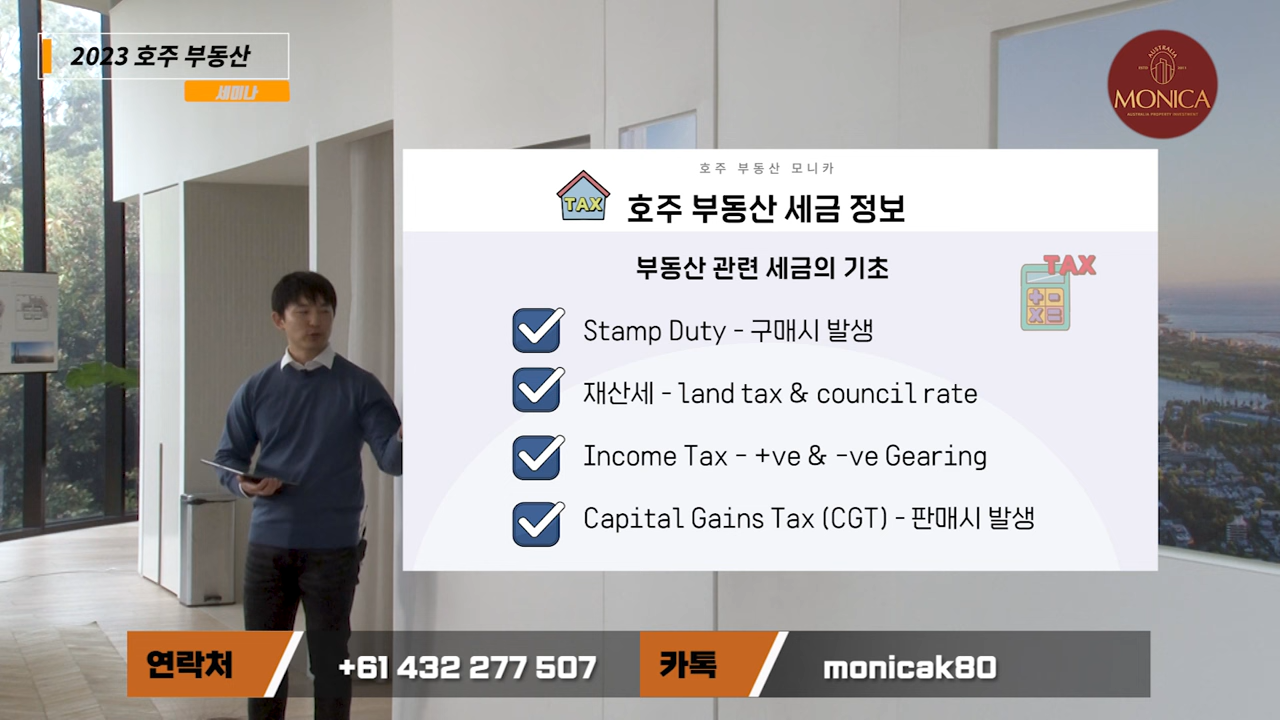 2023 호주 부동산
세미나
AUSTRALIA
MONICA
AUSTRALIA PROPERTY INVESTMENT
호주 부동산 모니카
TAX
호주 부동산 세금 정보
부동산 관련 세금의 기초
TAX
Stamp Duty - 구매시 발생
재산세 - land tax & council rate
Income Tax - +ve & -ve Gearing
Capital Gains Tax (CGT) - 판매시 발생
연락처
+61 432 277 507
카톡
monicak80